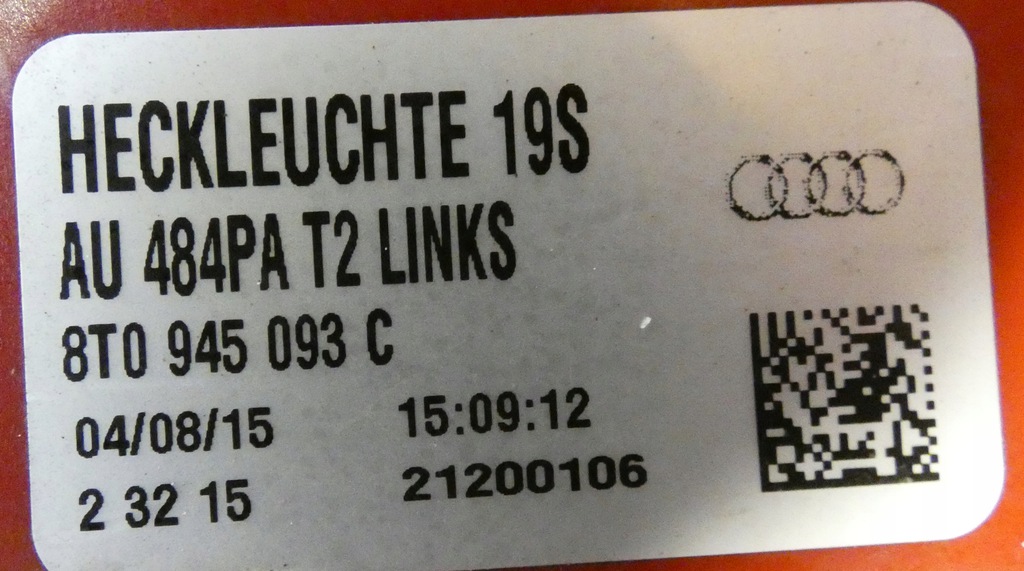 HECKLEUCHTE 19S
AU 484PA T2 LINKS
8T0 945 093 C
04/08/15 15:09:12
2 32 15 21200106